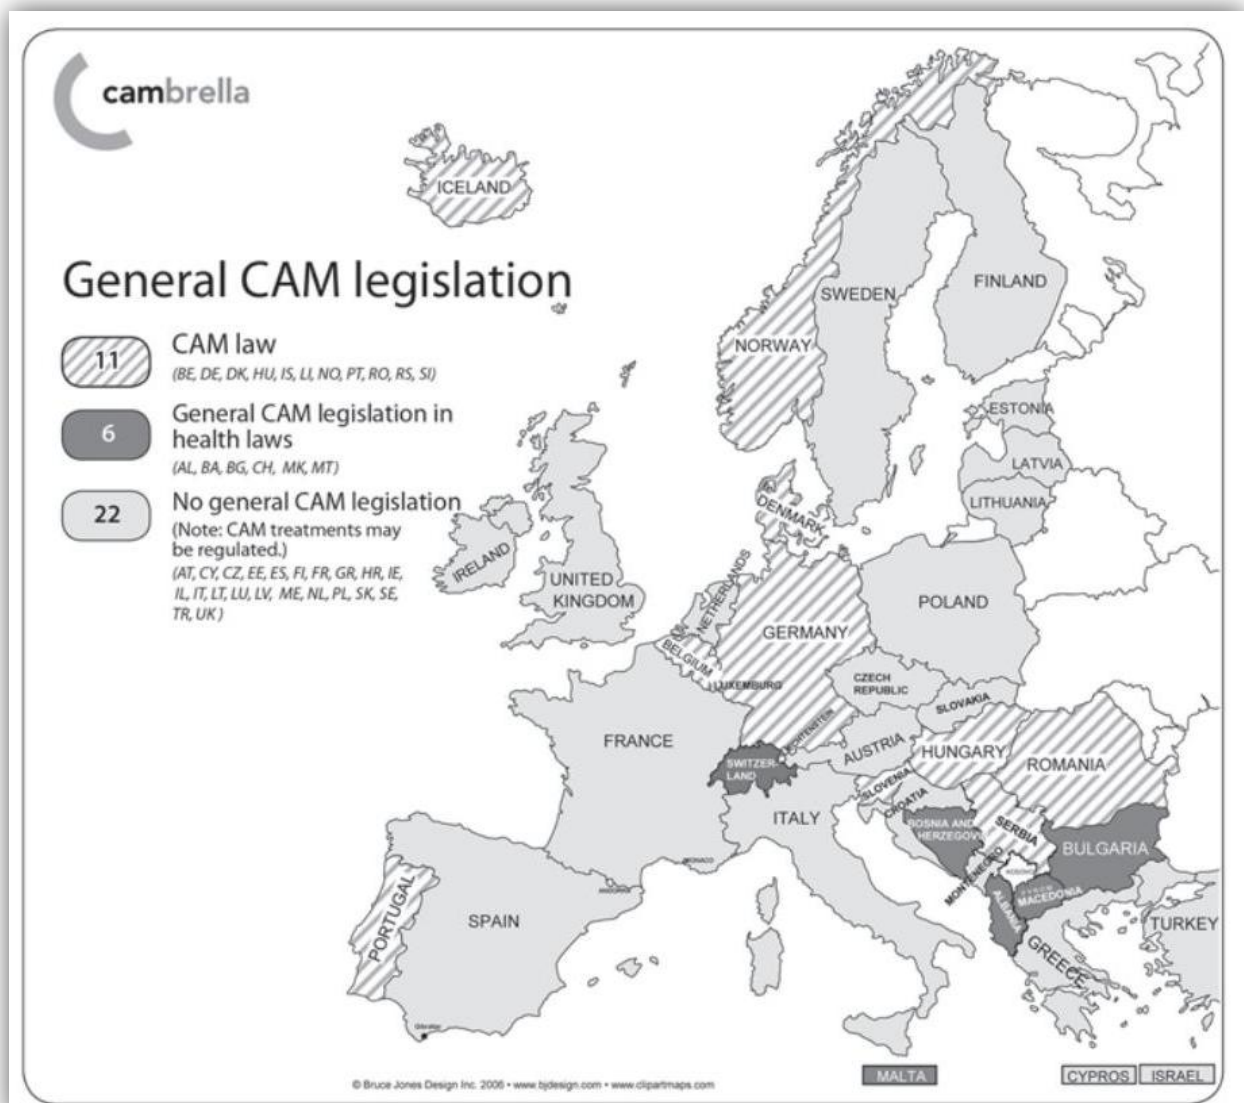 cambrella
ICELAND
General CAM legislation
11
CAM law
(BE, DE, DK, HU, IS, LI, NO, PT, RO, RS, SI)
6
General CAM legislation in
health laws
(AL, BA, BG, CH, MK, MT)
22
No general CAM legislation
(Note: CAM treatments may
be regulated.)
(AT, CY, CZ, EE, ES, FI, FR, GR, HR, IE,
IL, IT, LT, LU, LV, ME, NL, PL, SK, SE,
TR, UK )
SWEDEN
FINLAND
NORWAY
ESTONIA
LATVIA
LITHUANIA
DENMARK
IRELAND
UNITED
KINGDOM
NETHERLANDS
POLAND
GERMANY
BELGIUM
LUXEMBURG
CZECH
REPUBLIC
SLOVAKIA
LIECHTENSTEIN
FRANCE
AUSTRIA
HUNGARY
ROMANIA
SWITZER-
LAND
SLOVENIA
CROATIA
ITALY
BOSNIA AND
HERZEGOV
SERBIA
BULGARIA
MONACO
MONTENEGRO
KOSOVO
ANDORRA
MACEDONIA
ALBANIA
PORTUGAL
SPAIN
TURKEY
GREECE
Gibraltar
© Bruce Jones Design Inc. 2006 • www.bjdesign.com • www.clipartmaps.com
MALTA
CYPROS
ISRAEL